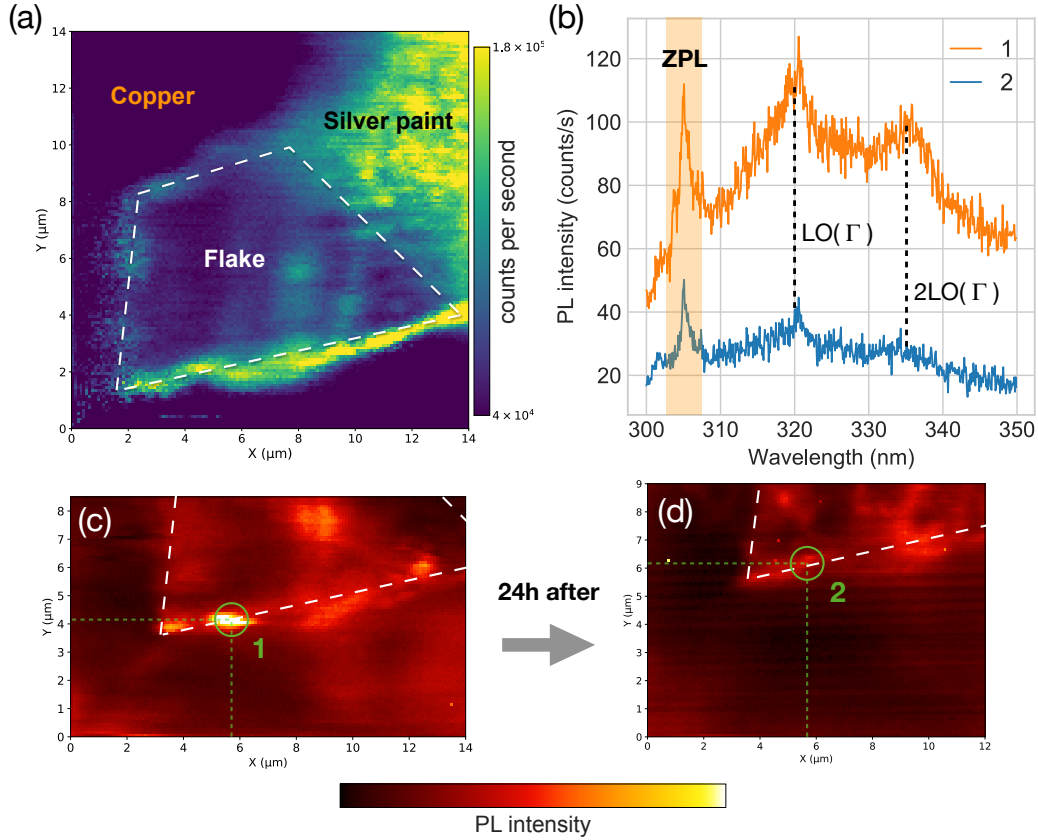 (a)
14
12
10
8
6
4
2
0
Y (μm)
0 2 4 6 8 10 12 14
X (μm)
Copper
Silver paint
Flake
1.8 × 10⁵
counts per second
4 × 10⁴
(b)
120
100
80
60
40
20
PL intensity (counts/s)
300 310 320 330 340 350
Wavelength (nm)
ZPL
1
2
LO(Γ)
2LO(Γ)
(c)
8
7
6
5
4
3
2
1
0
Y (μm)
0 2 4 6 8 10 12 14
X (μm)
1
24h after
(d)
9
8
7
6
5
4
3
2
1
0
Y (μm)
0 2 4 6 8 10 12
X (μm)
2
PL intensity